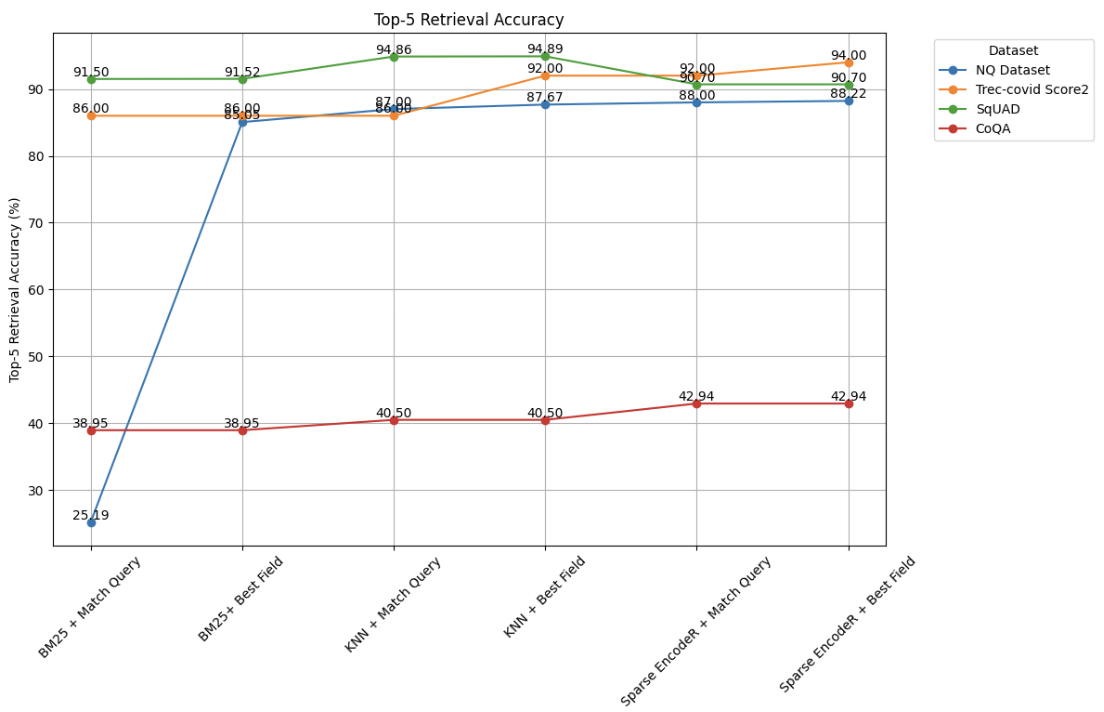 Top-5 Retrieval Accuracy
Top-5 Retrieval Accuracy (%)
90
80
70
60
50
40
30
91.50
91.52
94.86
94.89
90.70
90.70
86.00
86.00
86.00
92.00
92.00
94.00
25.19
85.05
87.00
87.67
88.00
88.22
38.95
38.95
40.50
40.50
42.94
42.94
BM25 + Match Query
BM25+ Best Field
KNN + Match Query
KNN + Best Field
Sparse EncodeR + Match Query
Sparse EncodeR + Best Field
Dataset
NQ Dataset
Trec-covid Score2
SqUAD
CoQA